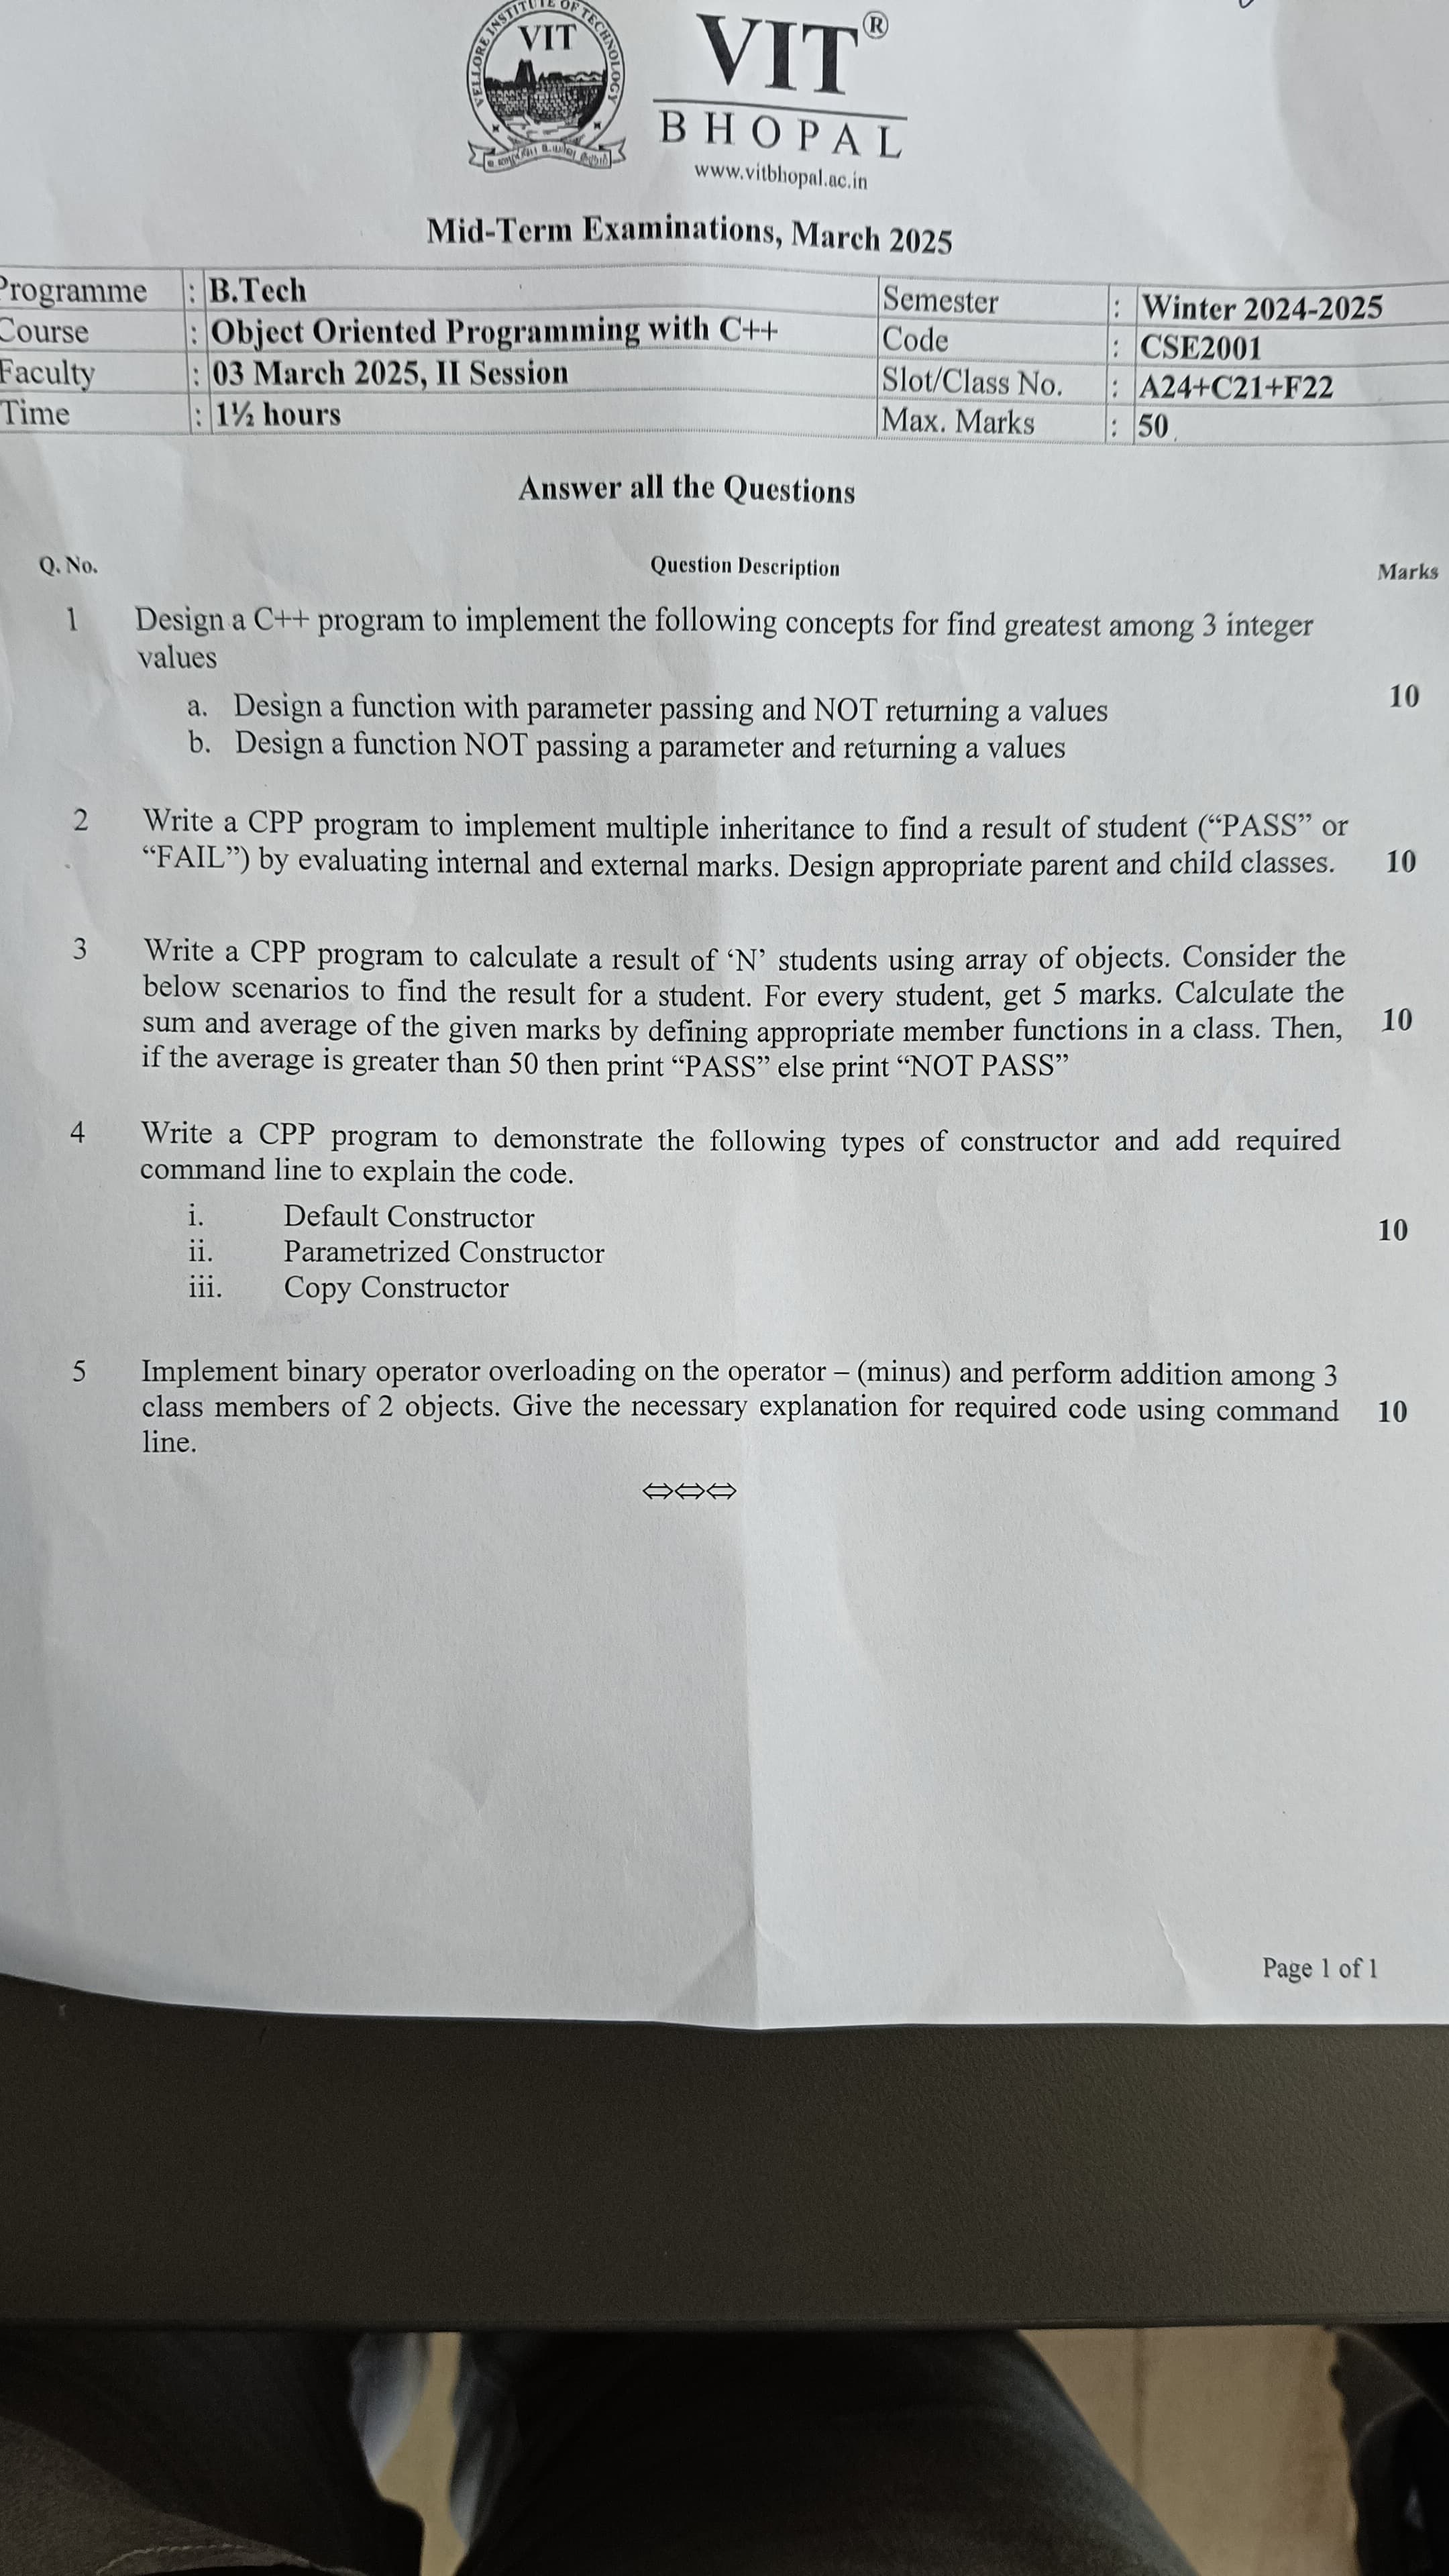 VELLORE INSTITUTE OF TECHNOLOGY
VIT
VIT®
BHOPAL
www.vitbhopal.ac.in
Mid-Term Examinations, March 2025
Programme : B.Tech Semester : Winter 2024-2025
Course : Object Oriented Programming with C++ Code : CSE2001
Faculty : 03 March 2025, II Session Slot/Class No. : A24+C21+F22
Time : 1½ hours Max. Marks : 50
Answer all the Questions
Q. No. Question Description Marks
1 Design a C++ program to implement the following concepts for find greatest among 3 integer
values
10
a. Design a function with parameter passing and NOT returning a values
b. Design a function NOT passing a parameter and returning a values
2 Write a CPP program to implement multiple inheritance to find a result of student (“PASS” or
“FAIL”) by evaluating internal and external marks. Design appropriate parent and child classes. 10
3 Write a CPP program to calculate a result of ‘N’ students using array of objects. Consider the
below scenarios to find the result for a student. For every student, get 5 marks. Calculate the
sum and average of the given marks by defining appropriate member functions in a class. Then, 10
if the average is greater than 50 then print “PASS” else print “NOT PASS”
4 Write a CPP program to demonstrate the following types of constructor and add required
command line to explain the code.
i. Default Constructor
10
ii. Parametrized Constructor
iii. Copy Constructor
5 Implement binary operator overloading on the operator – (minus) and perform addition among 3
class members of 2 objects. Give the necessary explanation for required code using command 10
line.
⇔⇔⇔
Page 1 of 1